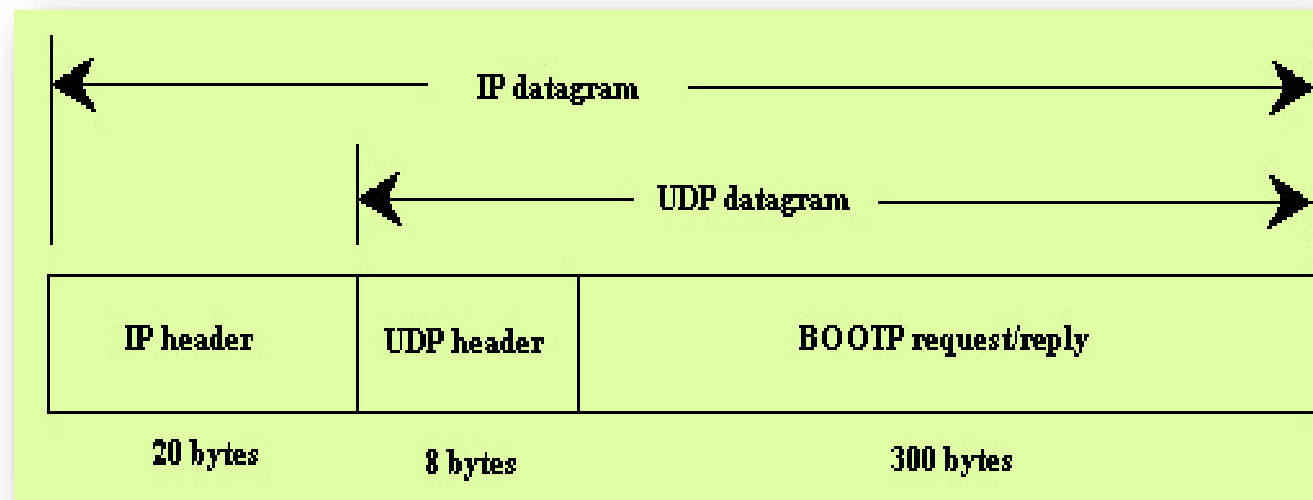 IP datagram
UDP datagram
IP header
UDP header
BOOTP request/reply
20 bytes
8 bytes
300 bytes